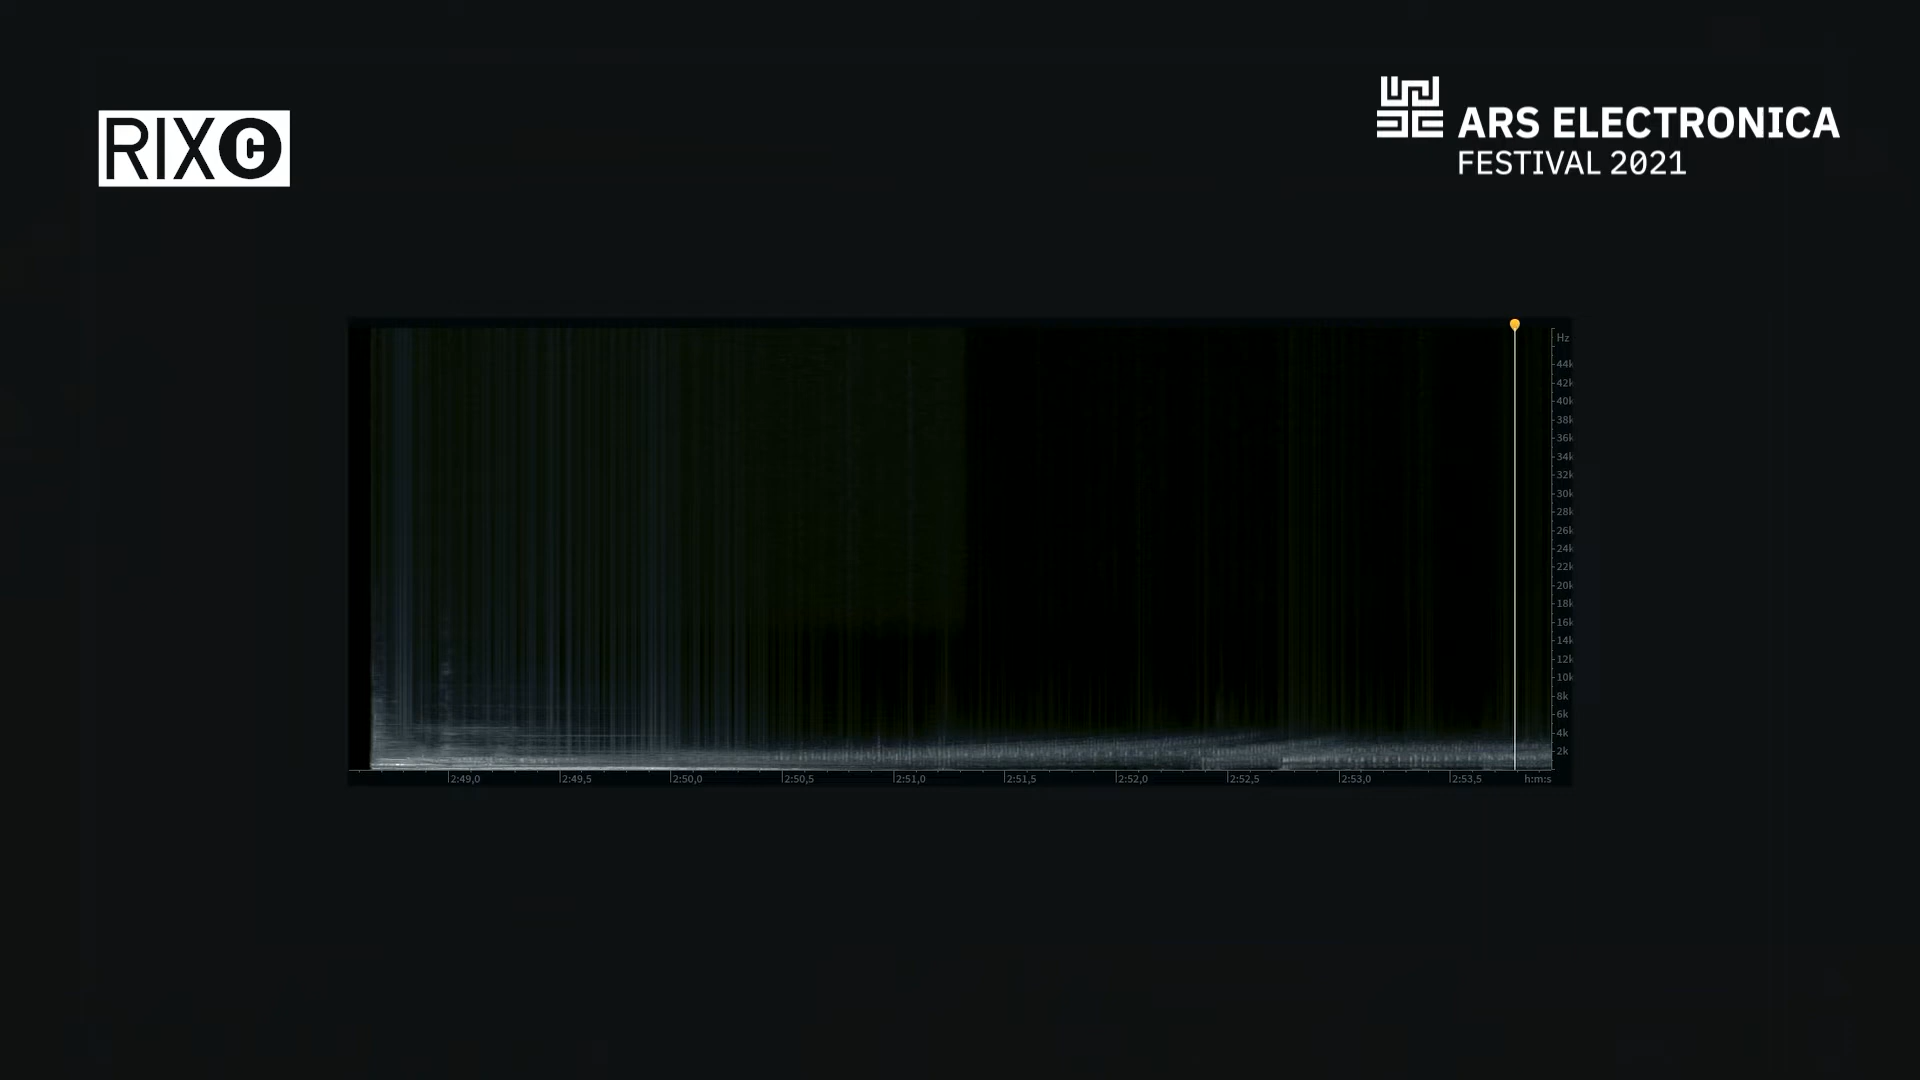 RIXC
ARS ELECTRONICA
FESTIVAL 2021
Hz
44k
42k
40k
38k
36k
34k
32k
30k
28k
26k
24k
22k
20k
18k
16k
14k
12k
10k
8k
6k
4k
2k
2:49,0 2:49,5 2:50,0 2:50,5 2:51,0 2:51,5 2:52,0 2:52,5 2:53,0 2:53,5 h:m:s